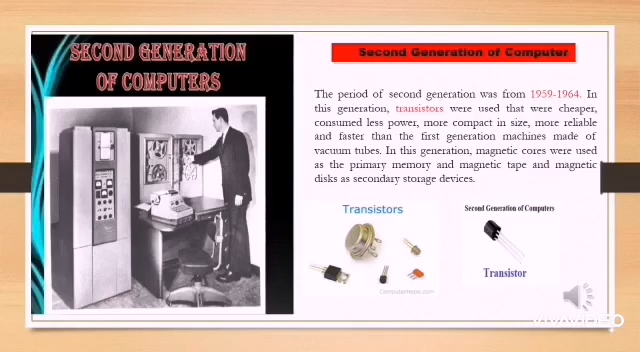 SECOND GENERATION
OF COMPUTERS
Second Generation of Computer
The period of second generation was from 1959-1964. In
this generation, transistors were used that were cheaper,
consumed less power, more compact in size, more reliable
and faster than the first generation machines made of
vacuum tubes. In this generation, magnetic cores were used
as the primary memory and magnetic tape and magnetic
disks as secondary storage devices.
Transistors
ComputerHope.com
Second Generation of Computers
Transistor
VIVAVIDEO